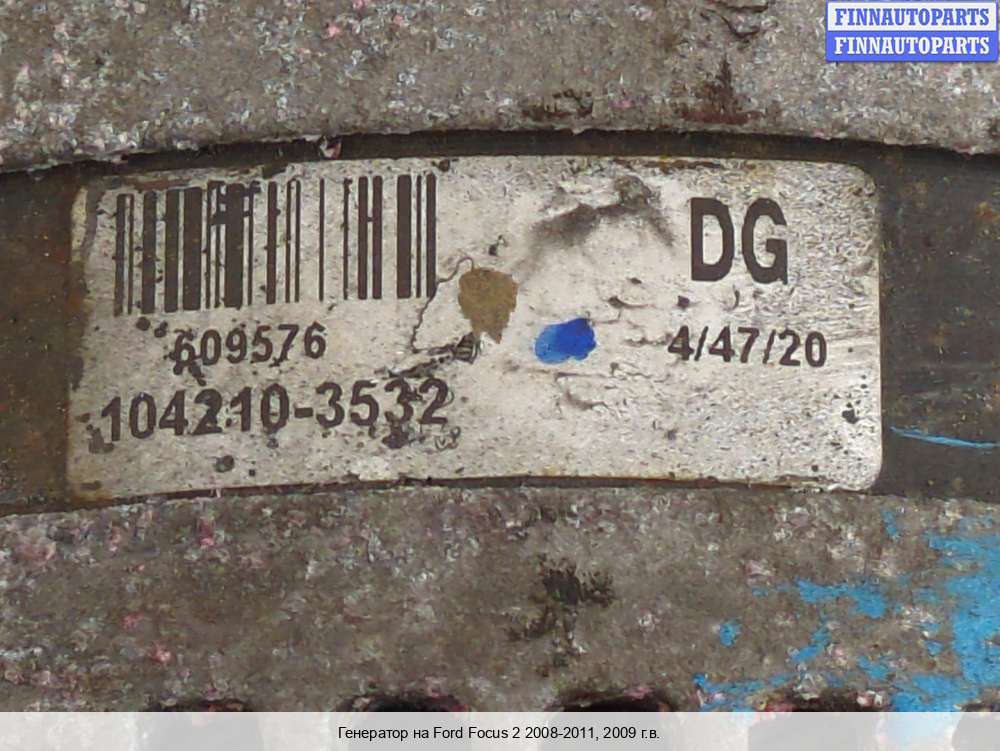 FINNAUTOPARTS
FINNAUTOPARTS
DG
609576
4/47/20
104210-3532
Генератор на Ford Focus 2 2008-2011, 2009 г.в.